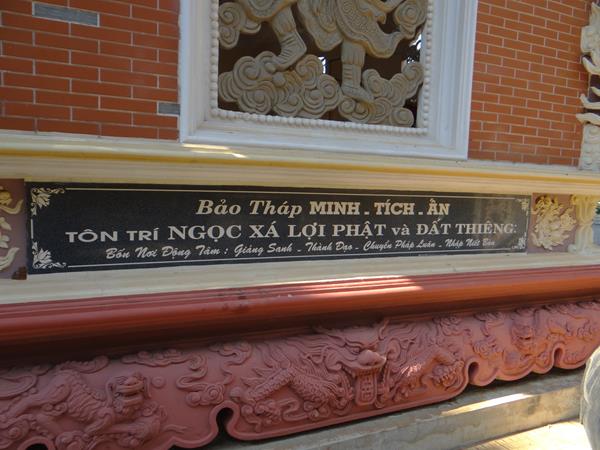 Bảo Tháp MINH - TÍCH - ẤN
TÔN TRÍ NGỌC XÁ LỢI PHẬT và ĐẤT THIÊNG:
Bốn Nơi Động Tâm : Giáng Sanh - Thành Đạo - Chuyển Pháp Luân - Nhập Niết Bàn